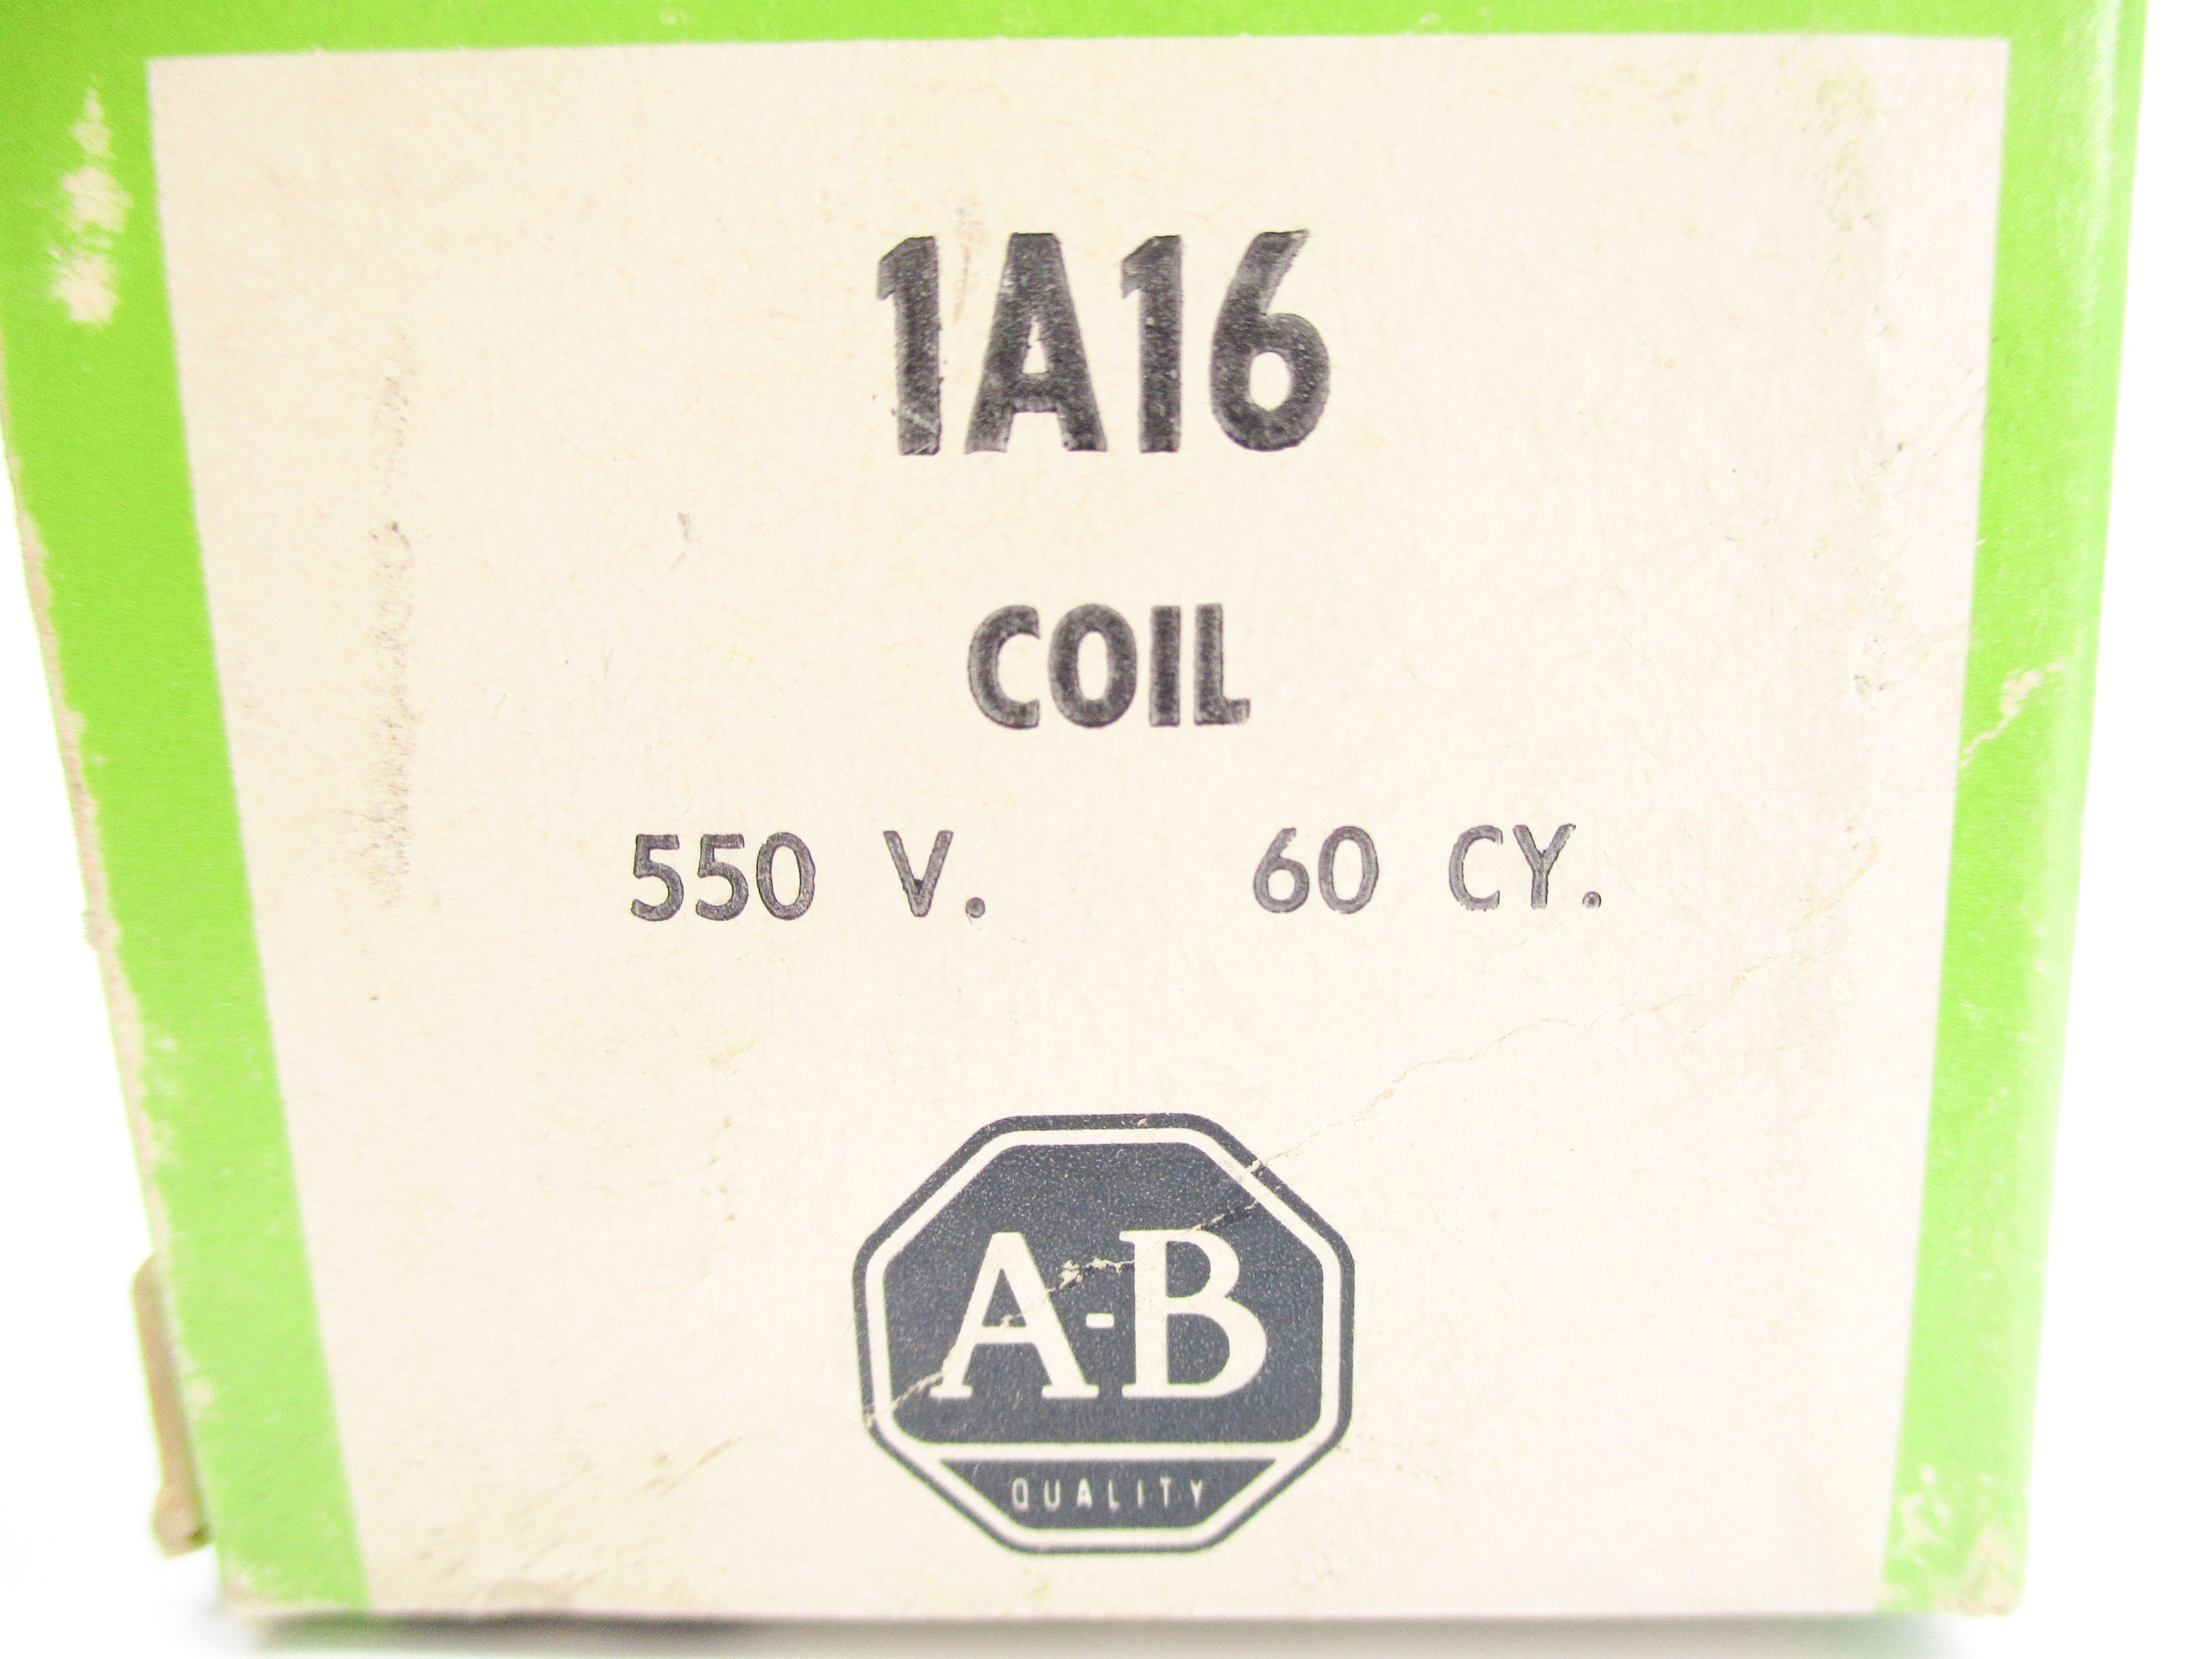 1A16
COIL
550 V. 60 CY.
A-B
QUALITY